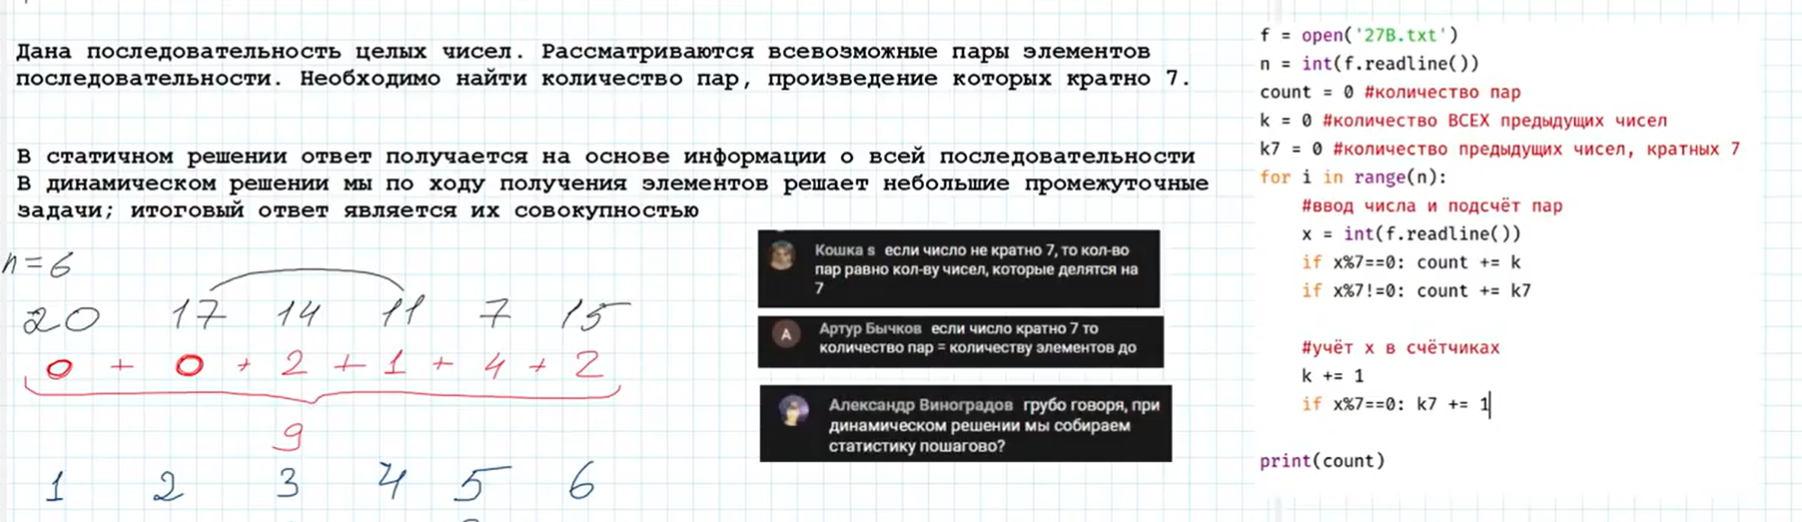 Дана последовательность целых чисел. Рассматриваются всевозможные пары элементов
последовательности. Необходимо найти количество пар, произведение которых кратно 7.
В статичном решении ответ получается на основе информации о всей последовательности
В динамическом решении мы по ходу получения элементов решает небольшие промежуточные
задачи; итоговый ответ является их совокупностью
n=6
20 17 14 11 7 15
0 + 0 + 2 + 1 + 4 + 2
9
1 2 3 4 5 6
Кошка s если число не кратно 7, то кол-во
пар равно кол-ву чисел, которые делятся на
7
А
Артур Бычков если число кратно 7 то
количество пар = количеству элементов до
Александр Виноградов грубо говоря, при
динамическом решении мы собираем
статистику пошагово?
f = open('27B.txt')
n = int(f.readline())
count = 0 #количество пар
k = 0 #количество ВСЕХ предыдущих чисел
k7 = 0 #количество предыдущих чисел, кратных 7
for i in range(n):
#ввод числа и подсчёт пар
x = int(f.readline())
if x%7==0: count += k
if x%7!=0: count += k7
#учёт x в счётчиках
k += 1
if x%7==0: k7 += 1
print(count)